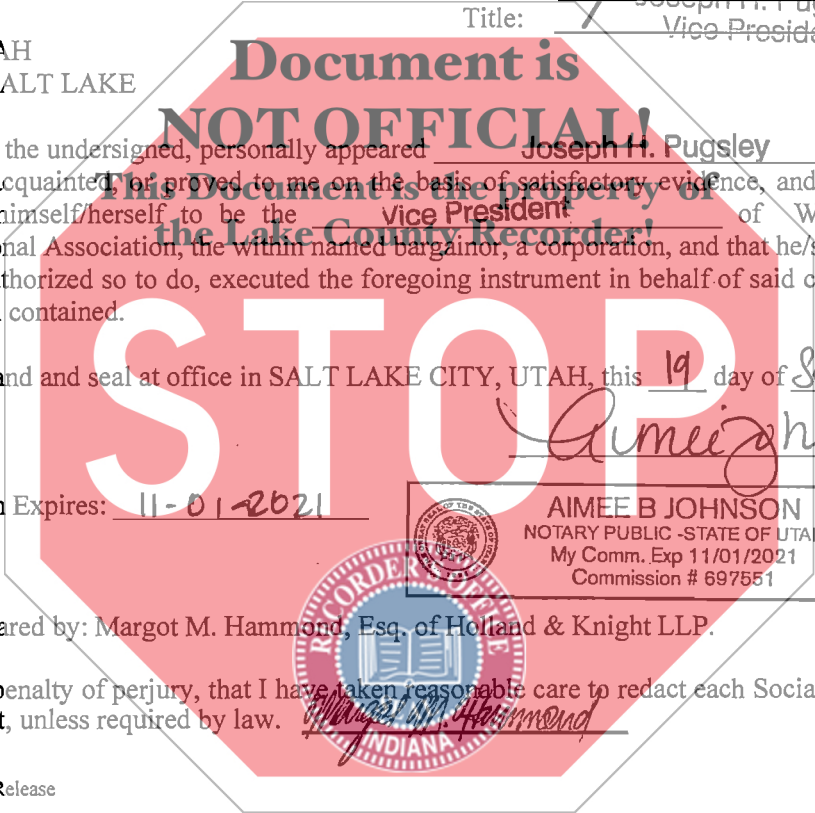 Joseph H. Pug
Title:
Vice Preside
AH
ALT LAKE
Document is
NOT OFFICIAL!
the undersigned, personally appeared Joseph H. Pugsley
cquainted, or proved to me on the basis of satisfactory evidence, and
This Document is the property of
himself/herself to be the Vice President of W
the Lake County Recorder!
nal Association, the within named bargainor, a corporation, and that he/s
thorized so to do, executed the foregoing instrument in behalf of said c
contained.
STOP
and and seal at office in SALT LAKE CITY, UTAH, this 19 day of S
n Expires: 11-01-2021
AIMEE B JOHNSON
NOTARY PUBLIC -STATE OF UTAH
My Comm. Exp 11/01/2021
Commission # 697551
RECORDER'S OFFICE
ared by: Margot M. Hammond, Esq. of Holland & Knight LLP.
penalty of perjury, that I have taken reasonable care to redact each Socia
t, unless required by law. Margot M. Hammond
INDIANA
Release